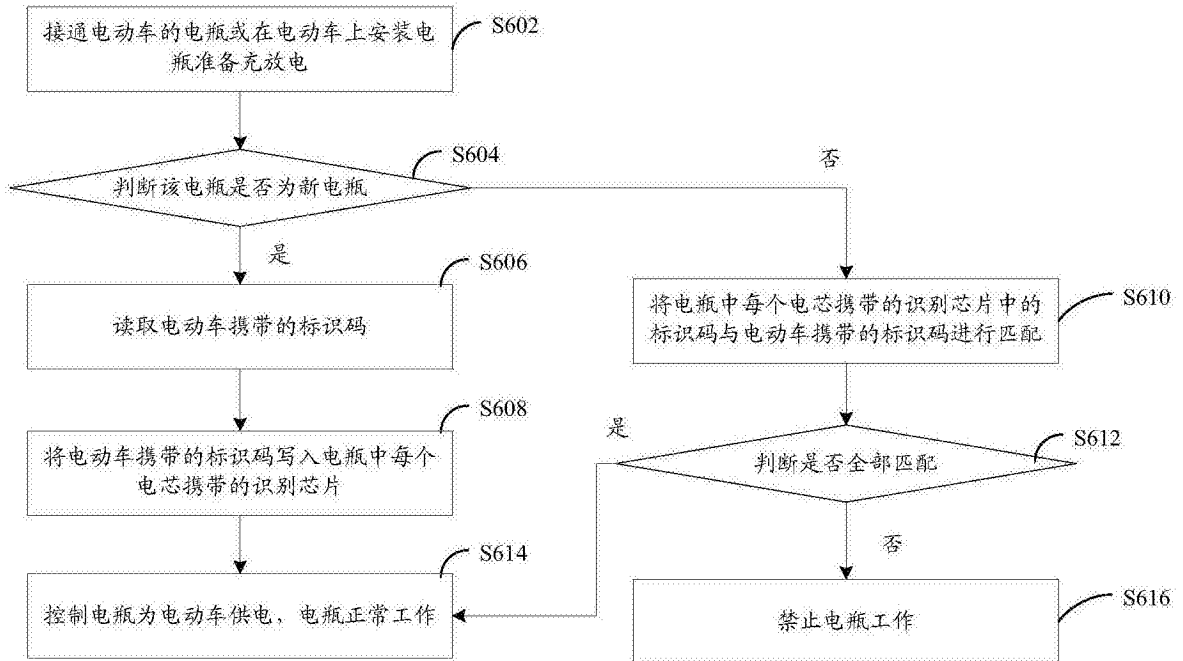 接通电动车的电瓶或在电动车上安装电
瓶准备充放电
S602
判断该电瓶是否为新电瓶
S604
否
是
读取电动车携带的标识码
S606
将电瓶中每个电芯携带的识别芯片中的
标识码与电动车携带的标识码进行匹配
S610
将电动车携带的标识码写入电瓶中每个
电芯携带的识别芯片
S608
是
判断是否全部匹配
S612
否
控制电瓶为电动车供电，电瓶正常工作
S614
禁止电瓶工作
S616